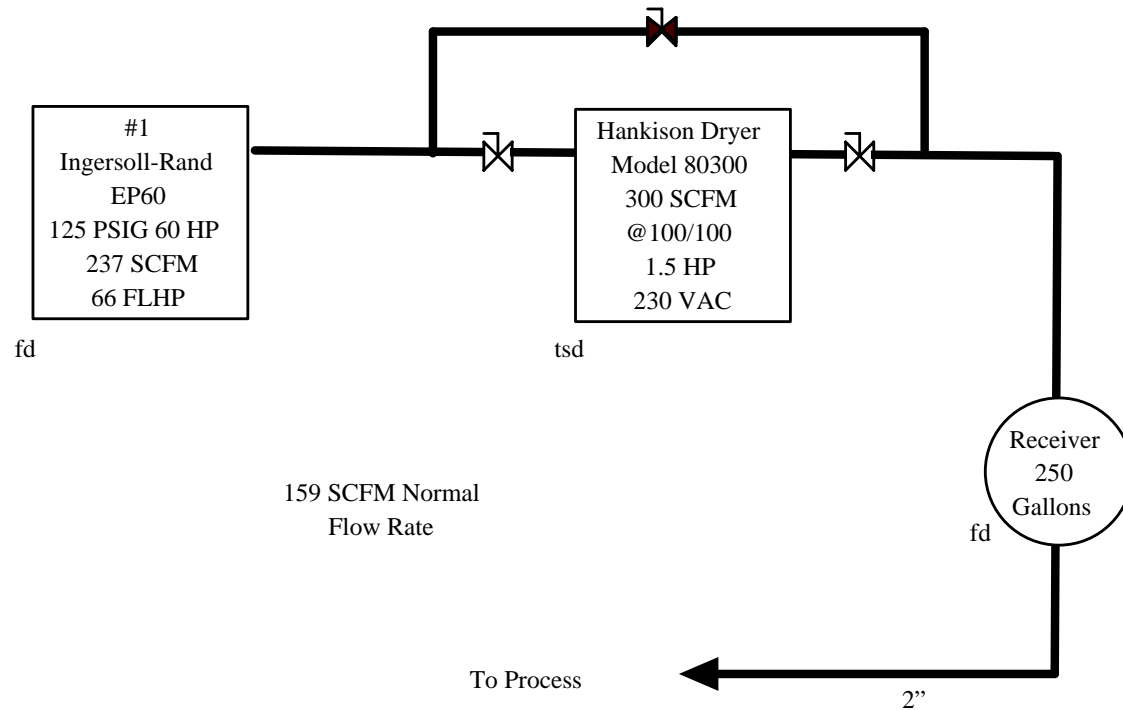 #1
Ingersoll-Rand
EP60
125 PSIG 60 HP
237 SCFM
66 FLHP
fd
Hankison Dryer
Model 80300
300 SCFM
@100/100
1.5 HP
230 VAC
tsd
Receiver
250
Gallons
fd
159 SCFM Normal
Flow Rate
To Process
2”